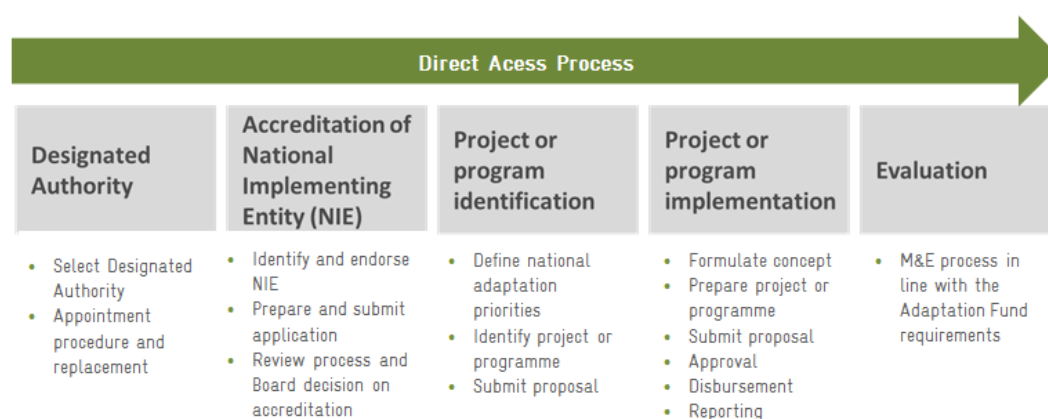 Direct Acess Process
Designated
Authority
Accreditation of
National
Implementing
Entity (NIE)
Project or
program
identification
Project or
program
implementation
Evaluation
• Select Designated
Authority
• Appointment
procedure and
replacement
• Identify and endorse
NIE
• Prepare and submit
application
• Review process and
Board decision on
accreditation
• Define national
adaptation
priorities
• Identify project or
programme
• Submit proposal
• Formulate concept
• Prepare project or
programme
• Submit proposal
• Approval
• Disbursement
• Reporting
• M&E process in
line with the
Adaptation Fund
requirements